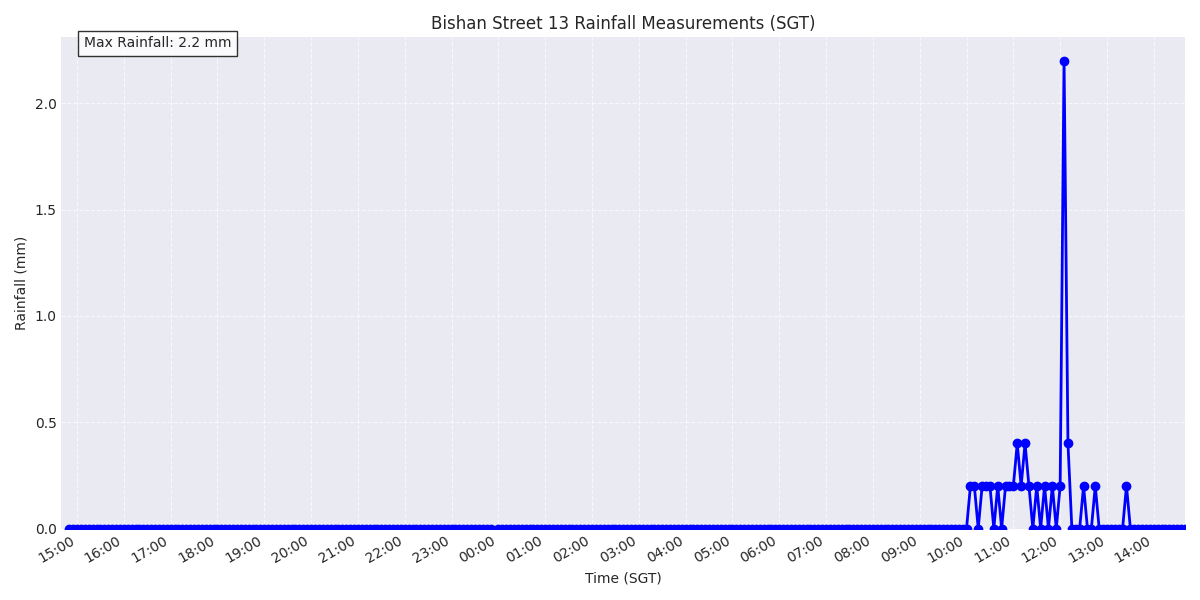 Bishan Street 13 Rainfall Measurements (SGT)
Max Rainfall: 2.2 mm
2.0
1.5
1.0
0.5
0.0
Rainfall (mm)
15:00 16:00 17:00 18:00 19:00 20:00 21:00 22:00 23:00 00:00 01:00 02:00 03:00 04:00 05:00 06:00 07:00 08:00 09:00 10:00 11:00 12:00 13:00 14:00
Time (SGT)